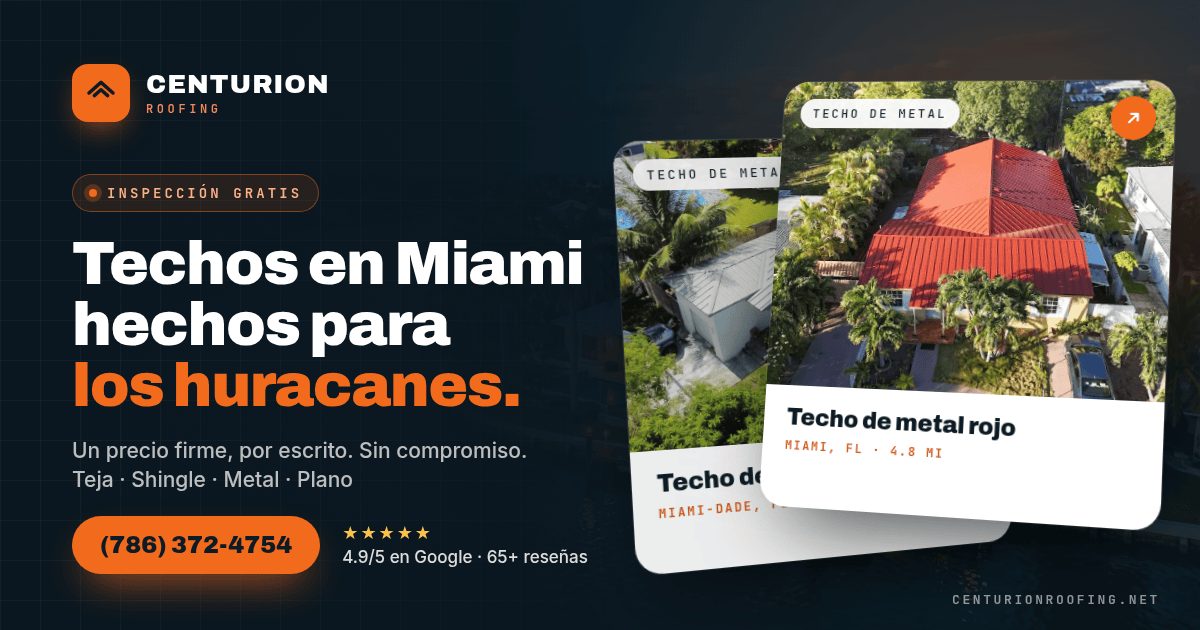 CENTURION
ROOFING
INSPECCIÓN GRATIS
Techos en Miami
hechos para
los huracanes.
Un precio firme, por escrito. Sin compromiso.
Teja · Shingle · Metal · Plano
(786) 372-4754
★★★★★
4.9/5 en Google · 65+ reseñas
TECHO DE
Techo
MIAMI-DADE,
TECHO DE METAL
Techo de metal rojo
MIAMI, FL · 4.8 MI
CENTURIONROOFING.NET